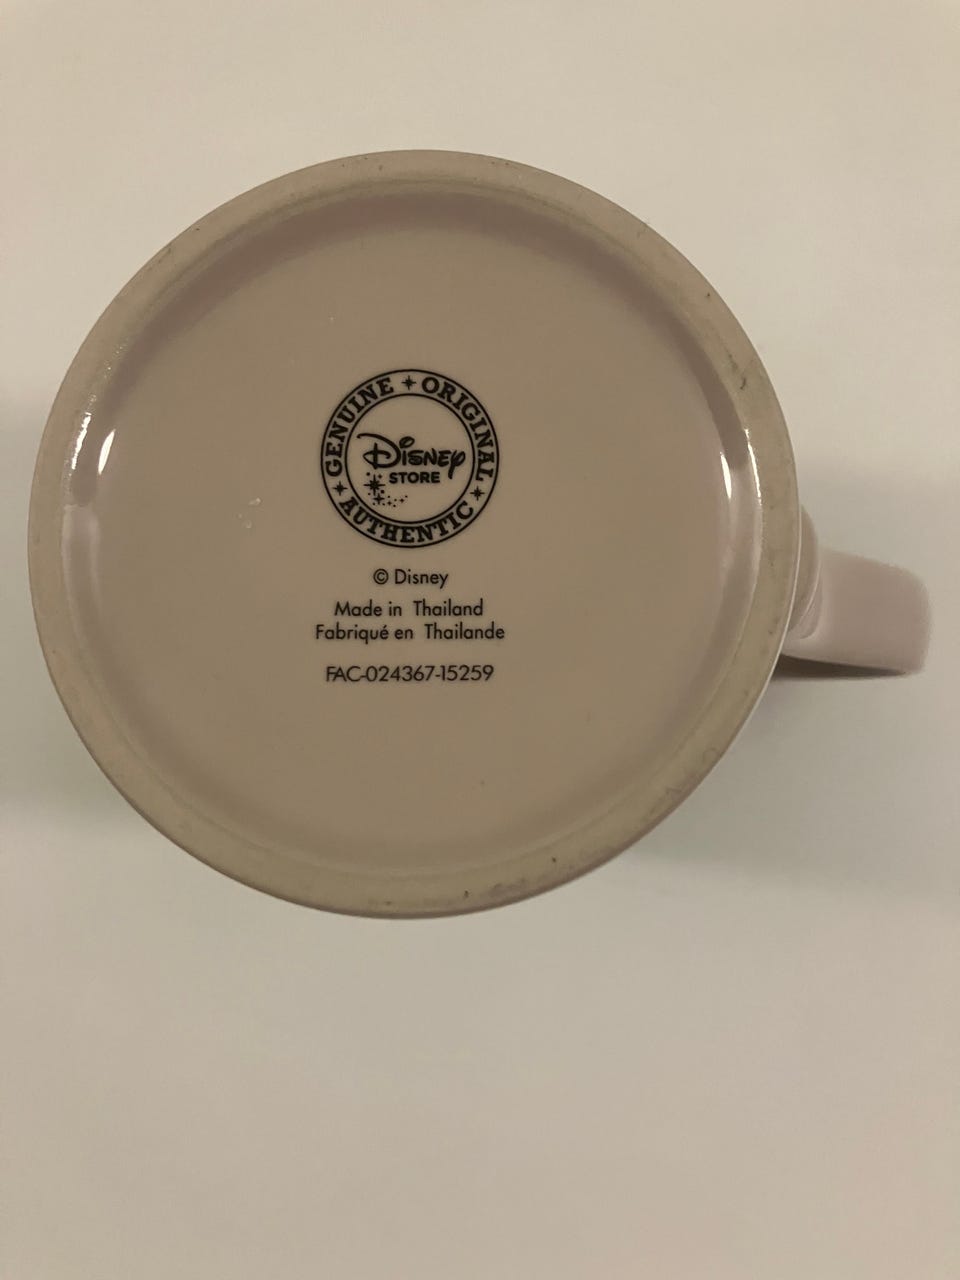 GENUINE ORIGINAL AUTHENTIC
Disney
STORE
© Disney
Made in Thailand
Fabriqué en Thailande
FAC-024367-15259